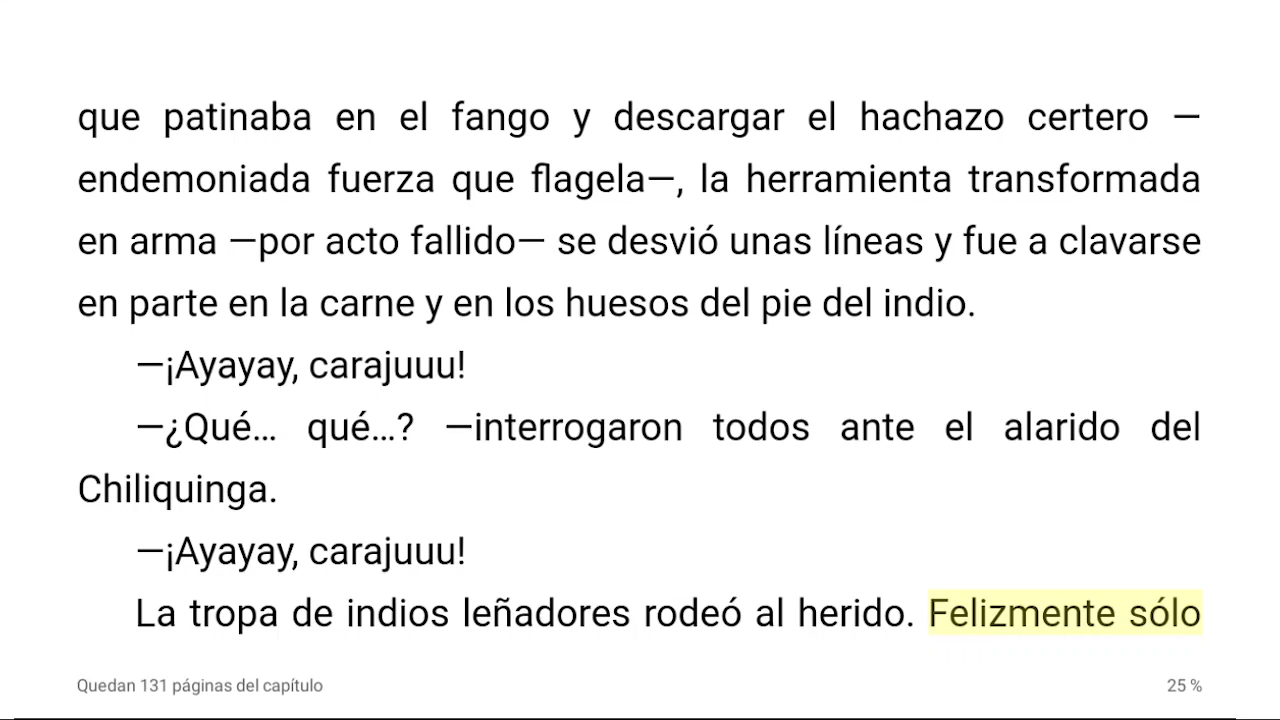 que patinaba en el fango y descargar el hachazo certero —
endemoniada fuerza que flagela—, la herramienta transformada
en arma —por acto fallido— se desvió unas líneas y fue a clavarse
en parte en la carne y en los huesos del pie del indio.
—¡Ayayay, carajuuu!
—¿Qué… qué…? —interrogaron todos ante el alarido del
Chiliquinga.
—¡Ayayay, carajuuu!
La tropa de indios leñadores rodeó al herido. Felizmente sólo
Quedan 131 páginas del capítulo
25 %